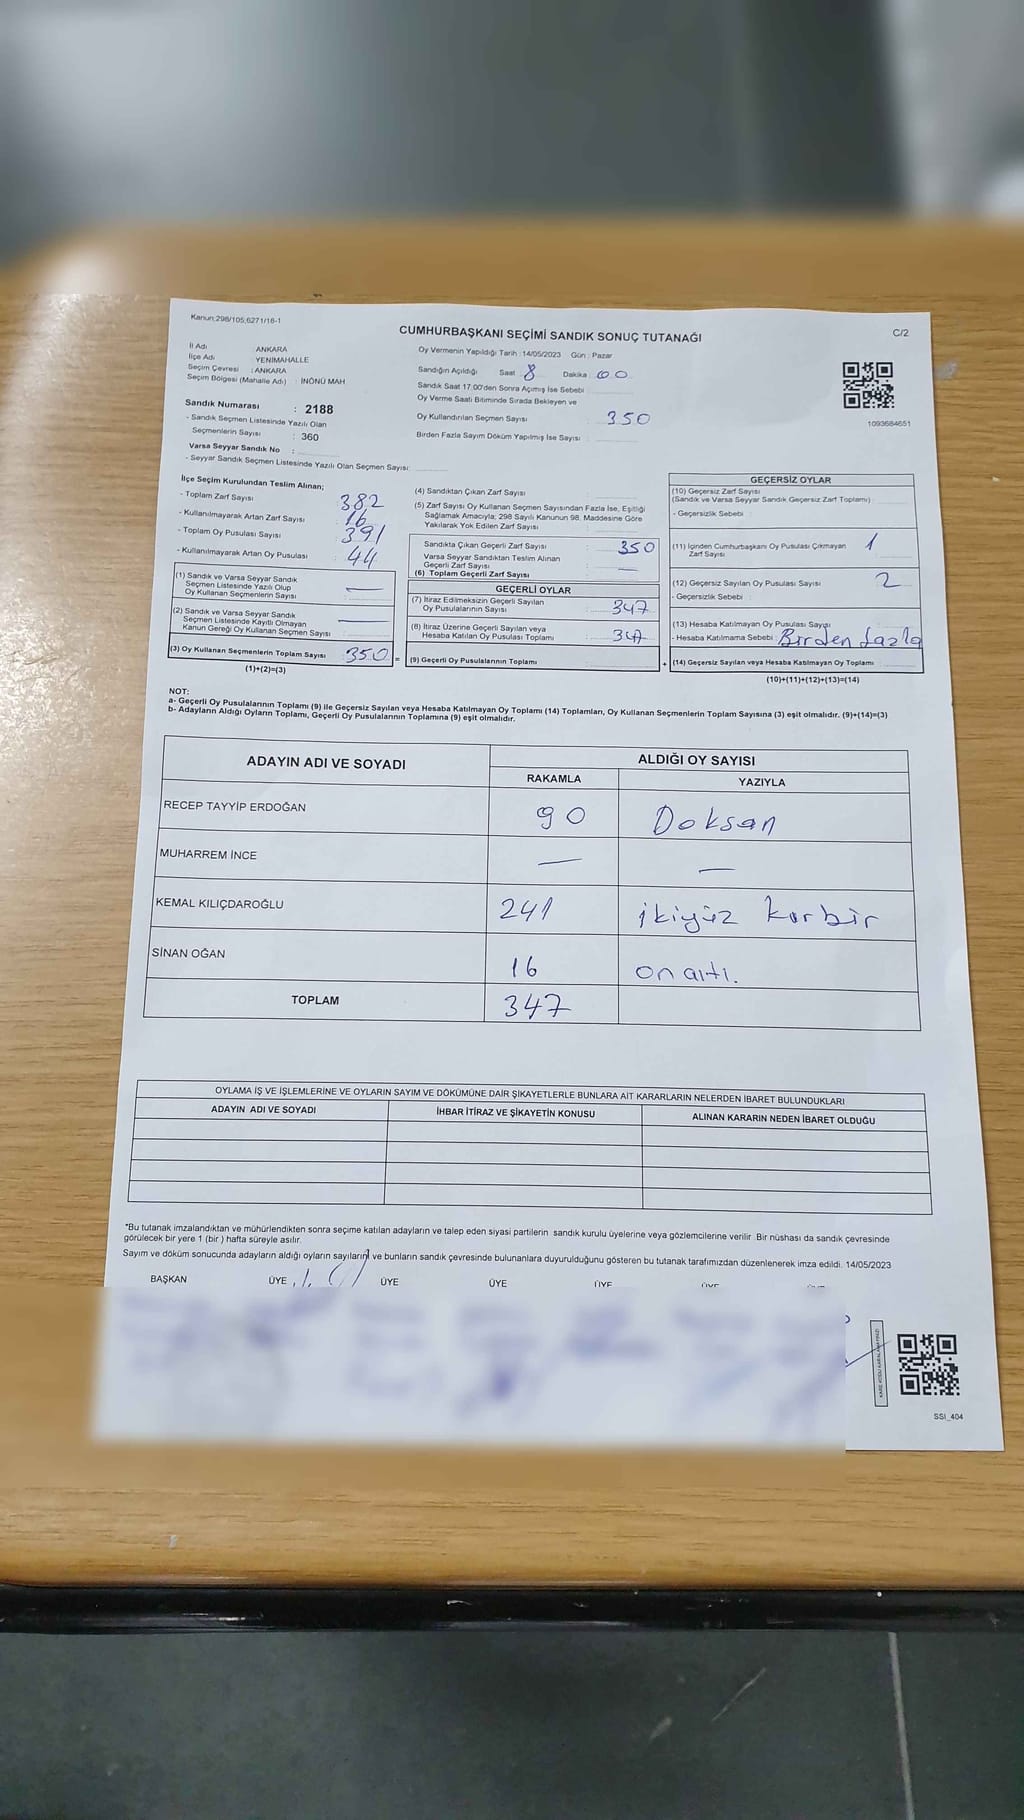 Kanun:298/105,6271/16-1
C/2
CUMHURBAŞKANI SEÇİMİ SANDIK SONUÇ TUTANAĞI
İl Adı ANKARA
İlçe Adı YENİMAHALLE
Seçim Çevresi : ANKARA
Seçim Bölgesi (Mahalle Adı) : İNÖNÜ MAH
Sandık Numarası : 2188
- Sandık Seçmen Listesinde Yazılı Olan
Seçmenlerin Sayısı : 360
Varsa Seyyar Sandık No :
- Seyyar Sandık Seçmen Listesinde Yazılı Olan Seçmen Sayısı:
Oy Vermenin Yapıldığı Tarih :14/05/2023 Gün : Pazar
Sandığın Açıldığı Saat 8 Dakika 00
Sandık Saat 17:00'den Sonra Açımış İse Sebebi
Oy Verme Saati Bitiminde Sırada Bekleyen ve
Oy Kullandırılan Seçmen Sayısı 350
Birden Fazla Sayım Döküm Yapılmış İse Sayısı
1093684651
İlçe Seçim Kurulundan Teslim Alınan;
- Toplam Zarf Sayısı 382
- Kullanılmayarak Artan Zarf Sayısı 16
- Toplam Oy Pusulası Sayısı 391
- Kullanılmayarak Artan Oy Pusulası 44
(1) Sandık ve Varsa Seyyar Sandık
Seçmen Listesinde Yazılı Olup
Oy Kullanan Seçmenlerin Sayısı —
(2) Sandık ve Varsa Seyyar Sandık
Seçmen Listesinde Kayıtlı Olmayan
Kanun Gereği Oy Kullanan Seçmen Sayısı —
(3) Oy Kullanan Seçmenlerin Toplam Sayısı 350 =
(1)+(2)=(3)
(4) Sandıktan Çıkan Zarf Sayısı
(5) Zarf Sayısı Oy Kullanan Seçmen Sayısından Fazla İse, Eşitliği
Sağlamak Amacıyla; 298 Sayılı Kanunun 98. Maddesine Göre
Yakılarak Yok Edilen Zarf Sayısı
Sandıkta Çıkan Geçerli Zarf Sayısı : 350
Varsa Seyyar Sandıktan Teslim Alınan
Geçerli Zarf Sayısı —
(6) Toplam Geçerli Zarf Sayısı
GEÇERLİ OYLAR
(7) İtiraz Edilmeksizin Geçerli Sayılan
Oy Pusulalarının Sayısı : 347
(8) İtiraz Üzerine Geçerli Sayılan veya
Hesaba Katılan Oy Pusulası Toplamı : 347
(9) Geçerli Oy Pusulalarının Toplamı : +
GEÇERSİZ OYLAR
(10) Geçersiz Zarf Sayısı
(Sandık ve Varsa Seyyar Sandık Geçersiz Zarf Toplamı)
- Geçersizlik Sebebi :
(11) İçinden Cumhurbaşkanı Oy Pusulası Çıkmayan 1
Zarf Sayısı
(12) Geçersiz Sayılan Oy Pusulası Sayısı 2
- Geçersizlik Sebebi :
(13) Hesaba Katılmayan Oy Pusulası Sayısı
- Hesaba Katılmama Sebebi : Birden fazla
(14) Geçersiz Sayılan veya Hesaba Katılmayan Oy Toplamı
(10)+(11)+(12)+(13)=(14)
NOT:
a- Geçerli Oy Pusulalarının Toplamı (9) ile Geçersiz Sayılan veya Hesaba Katılmayan Oy Toplamı (14) Toplamları, Oy Kullanan Seçmenlerin Toplam Sayısına (3) eşit olmalıdır. (9)+(14)=(3)
b- Adayların Aldığı Oyların Toplamı, Geçerli Oy Pusulalarının Toplamına (9) eşit olmalıdır.
ADAYIN ADI VE SOYADI ALDIĞI OY SAYISI
RAKAMLA YAZIYLA
RECEP TAYYİP ERDOĞAN 90 Doksan
MUHARREM İNCE — —
KEMAL KILIÇDAROĞLU 241 ikiyüz kırbir
SİNAN OĞAN 16 onaltı.
TOPLAM 347
OYLAMA İŞ VE İŞLEMLERİNE VE OYLARIN SAYIM VE DÖKÜMÜNE DAİR ŞİKAYETLERLE BUNLARA AİT KARARLARIN NELERDEN İBARET BULUNDUKLARI
ADAYIN ADI VE SOYADI İHBAR İTİRAZ VE ŞİKAYETİN KONUSU ALINAN KARARIN NEDEN İBARET OLDUĞU
*Bu tutanak imzalandıktan ve mühürlendikten sonra seçime katılan adayların ve talep eden siyasi partilerin sandık kurulu üyelerine veya gözlemcilerine verilir .Bir nüshası da sandık çevresinde
görülecek bir yere 1 (bir ) hafta süreyle asılır.
Sayım ve döküm sonucunda adayların aldığı oyların sayılarını ve bunların sandık çevresinde bulunanlara duyurulduğunu gösteren bu tutanak tarafımızdan düzenlenerek imza edildi. 14/05/2023
BAŞKAN ÜYE ÜYE ÜYE ÜYE ÜYE
SSI_404